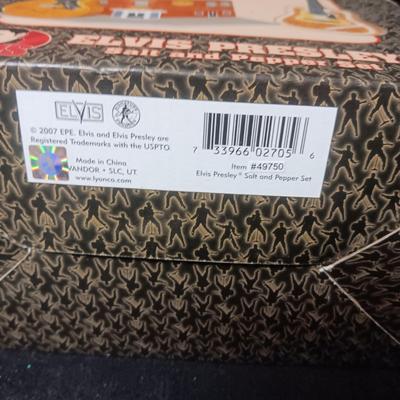 ELVIS PRESLEY
and Pepper Set
ELVIS
© 2007 EPE. Elvis and Elvis Presley are
Registered Trademarks with the USPTO
Made in China
VANDOR • SLC, UT
www.lyonco.com
7 33966 02705 6
Item #49750
Elvis Presley® Salt and Pepper Set